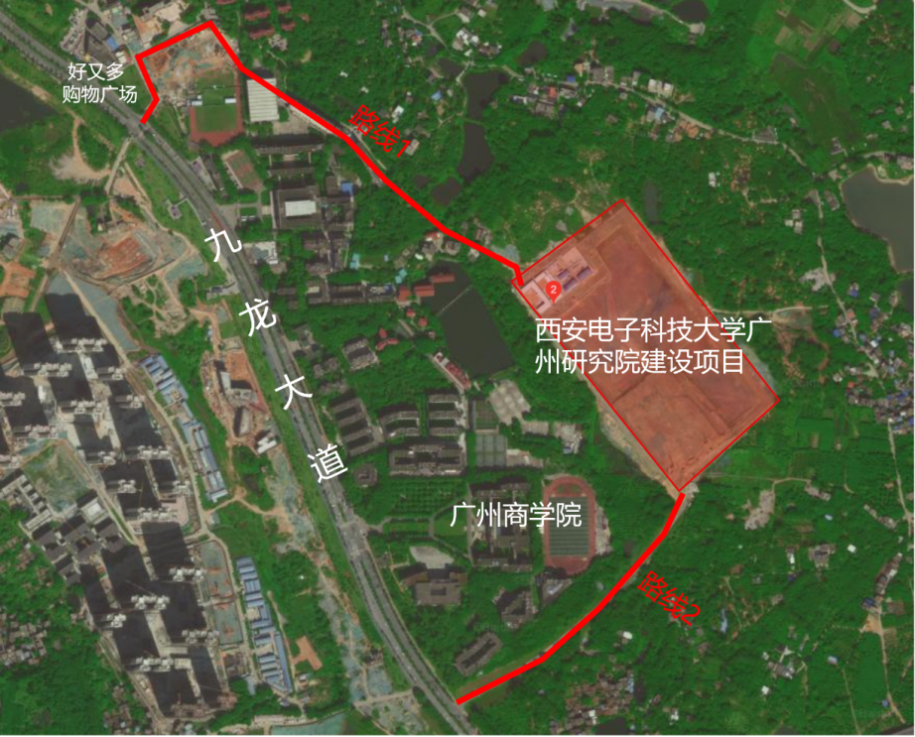 好又多
购物广场
路线1
九龙大道
2
西安电子科技大学广
州研究院建设项目
广州商学院
路线2